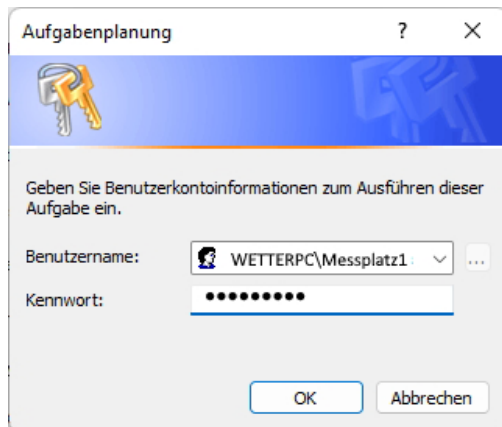 Aufgabenplanung
Geben Sie Benutzerkontoinformationen zum Ausführen dieser
Aufgabe ein.
Benutzername: WETTERPC\Messplatz1
Kennwort: •••••••••
OK Abbrechen